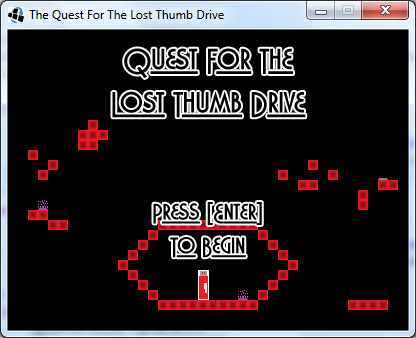 The Quest For The Lost Thumb Drive
Quest For The
Lost Thumb Drive
Press [Enter]
To Begin